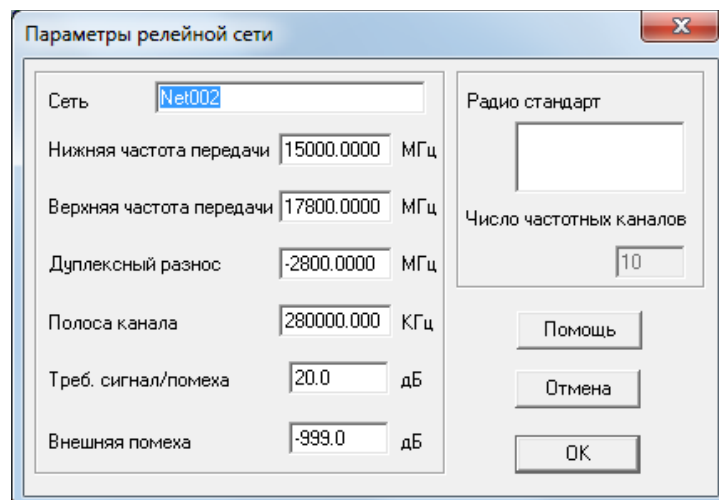 Параметры релейной сети
Сеть Net002
Нижняя частота передачи 15000.0000 МГц
Верхняя частота передачи 17800.0000 МГц
Дуплексный разнос -2800.0000 МГц
Полоса канала 280000.000 КГц
Треб. сигнал/помеха 20.0 дБ
Внешняя помеха -999.0 дБ
Радио стандарт
Число частотных каналов
10
Помощь
Отмена
OK